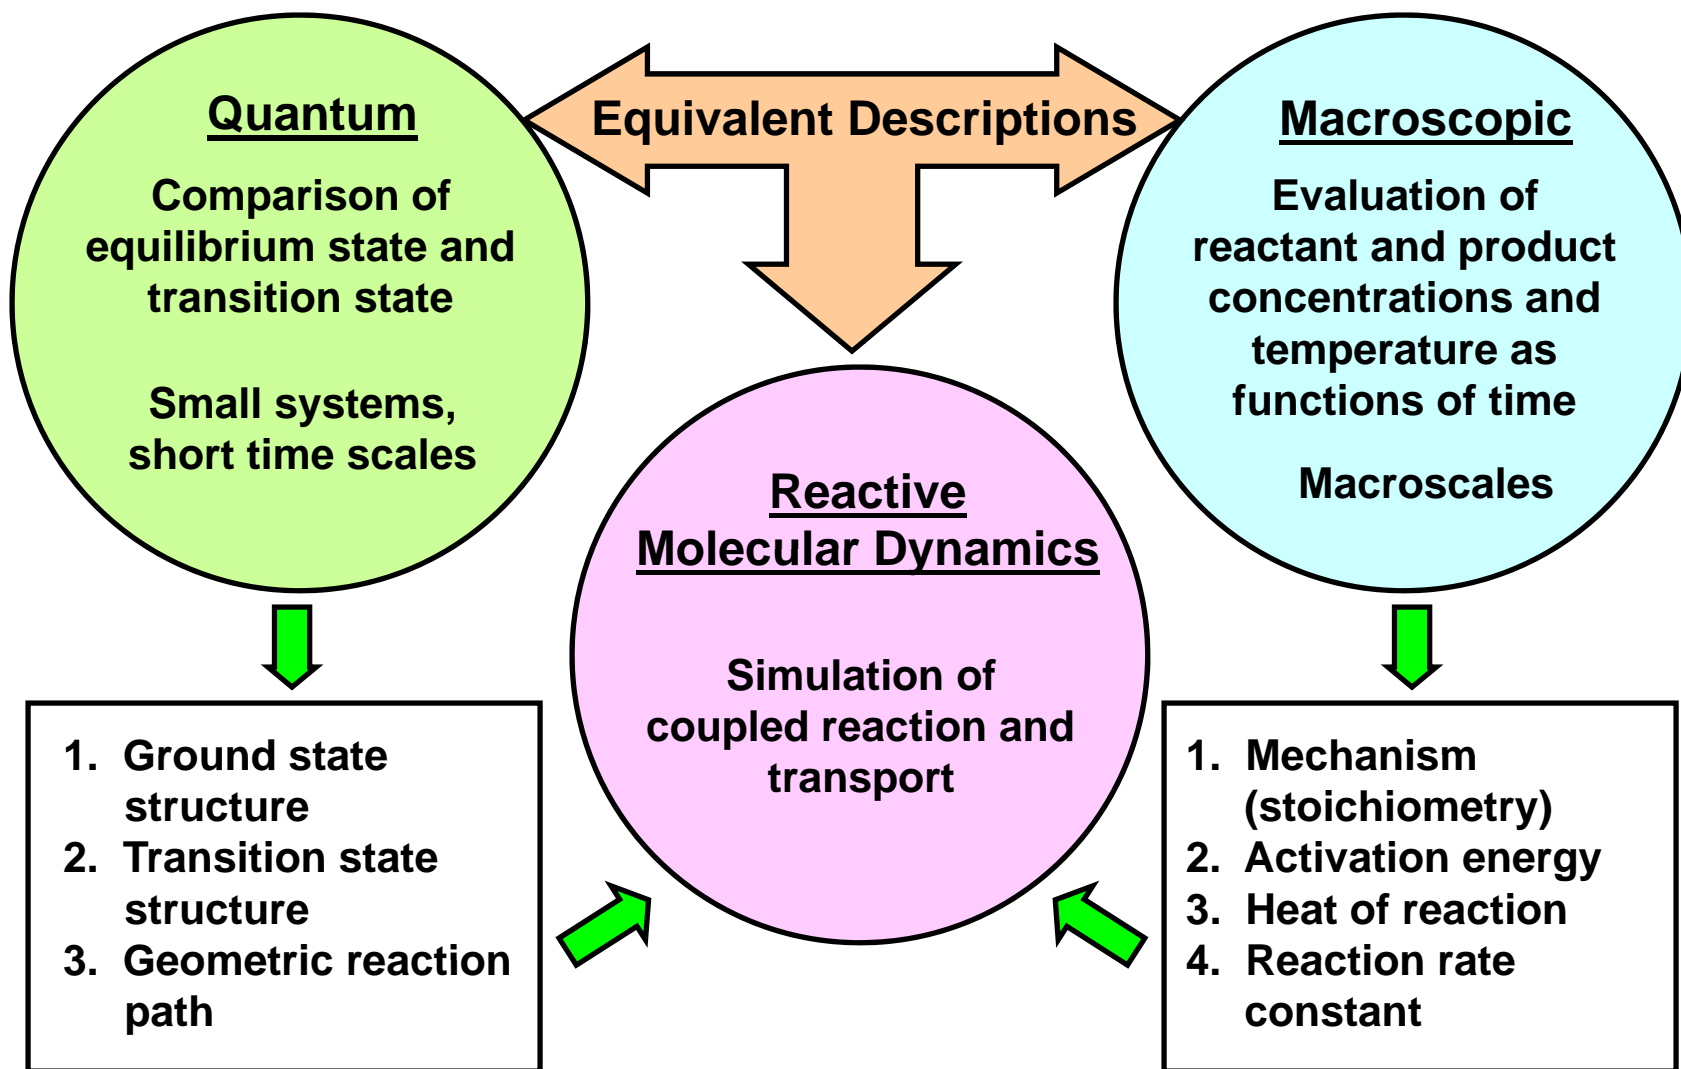 Quantum
Comparison of
equilibrium state and
transition state
Small systems,
short time scales
Equivalent Descriptions
Macroscopic
Evaluation of
reactant and product
concentrations and
temperature as
functions of time
Macroscales
Reactive
Molecular Dynamics
Simulation of
coupled reaction and
transport
1. Ground state
structure
2. Transition state
structure
3. Geometric reaction
path
1. Mechanism
(stoichiometry)
2. Activation energy
3. Heat of reaction
4. Reaction rate
constant